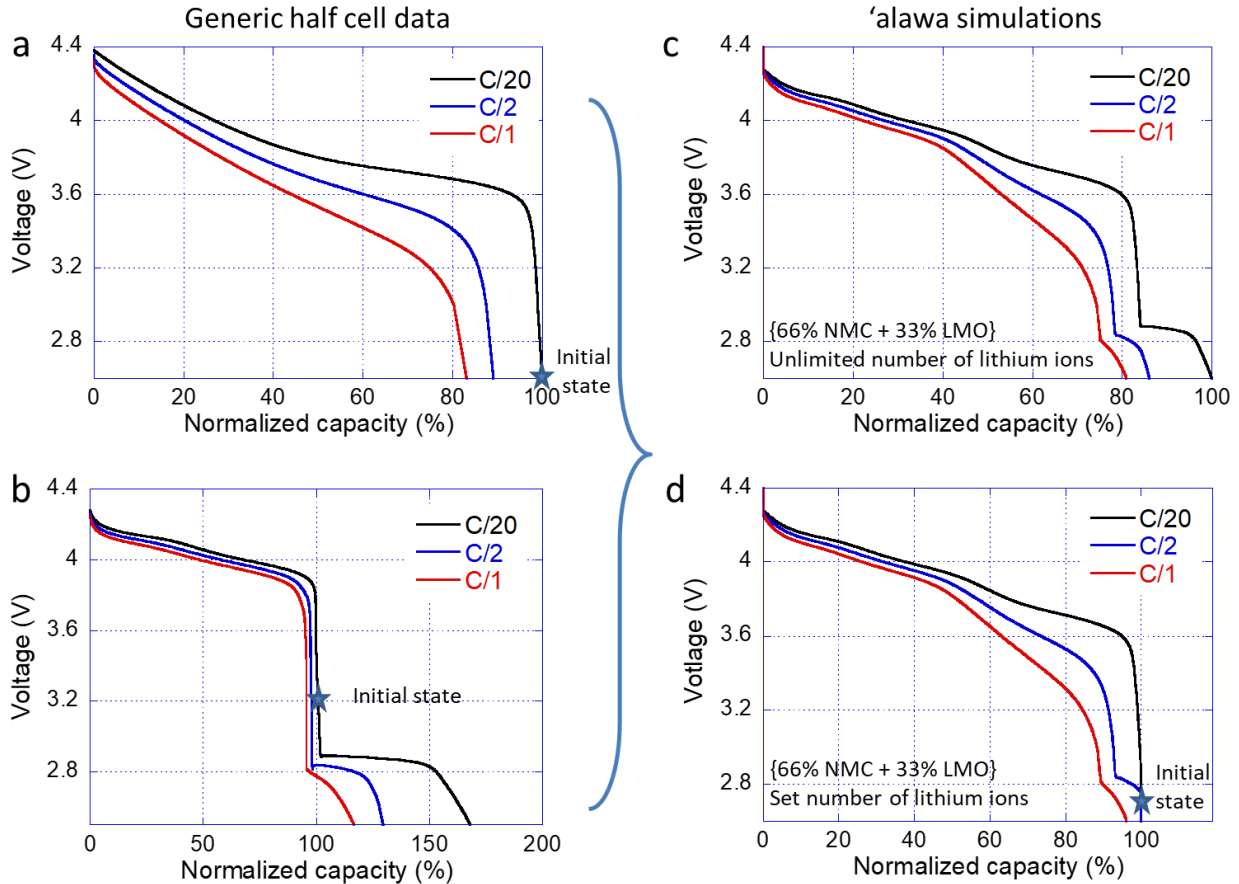 Generic half cell data
‘alawa simulations
a
4.4
4
3.6
3.2
2.8
Voltage (V)
C/20
C/2
C/1
Initial
state
0
20
40
60
80
100
Normalized capacity (%)
c
4.4
4
3.6
3.2
2.8
Votlage (V)
C/20
C/2
C/1
{66% NMC + 33% LMO}
Unlimited number of lithium ions
0
20
40
60
80
100
Normalized capacity (%)
b
4.4
4
3.6
3.2
2.8
Voltage (V)
C/20
C/2
C/1
Initial state
0
50
100
150
200
Normalized capacity (%)
d
4.4
4
3.6
3.2
2.8
Votlage (V)
C/20
C/2
C/1
{66% NMC + 33% LMO}
Set number of lithium ions
Initial
state
0
20
40
60
80
100
Normalized capacity (%)